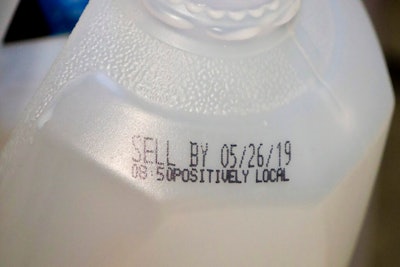 SELL BY 05/26/19
08:50POSITIVELY LOCAL